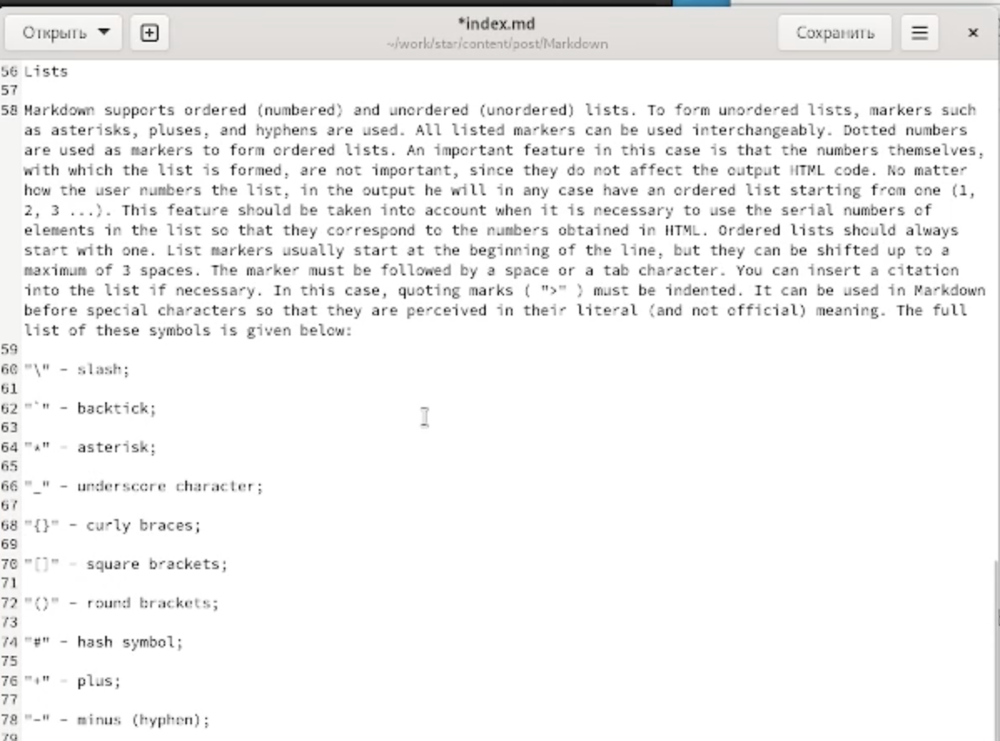 Открыть
*index.md
~/work/star/content/post/Markdown
Сохранить
56 Lists
57
58 Markdown supports ordered (numbered) and unordered (unordered) lists. To form unordered lists, markers such
as asterisks, pluses, and hyphens are used. All listed markers can be used interchangeably. Dotted numbers
are used as markers to form ordered lists. An important feature in this case is that the numbers themselves,
with which the list is formed, are not important, since they do not affect the output HTML code. No matter
how the user numbers the list, in the output he will in any case have an ordered list starting from one (1,
2, 3 ...). This feature should be taken into account when it is necessary to use the serial numbers of
elements in the list so that they correspond to the numbers obtained in HTML. Ordered lists should always
start with one. List markers usually start at the beginning of the line, but they can be shifted up to a
maximum of 3 spaces. The marker must be followed by a space or a tab character. You can insert a citation
into the list if necessary. In this case, quoting marks ( ">" ) must be indented. It can be used in Markdown
before special characters so that they are perceived in their literal (and not official) meaning. The full
list of these symbols is given below:
59
60 "\" - slash;
61
62 "`" - backtick;
63
64 "*" - asterisk;
65
66 "_" - underscore character;
67
68 "{}" - curly braces;
69
70 "[]" - square brackets;
71
72 "()" - round brackets;
73
74 "#" - hash symbol;
75
76 "+" - plus;
77
78 "-" - minus (hyphen);
79